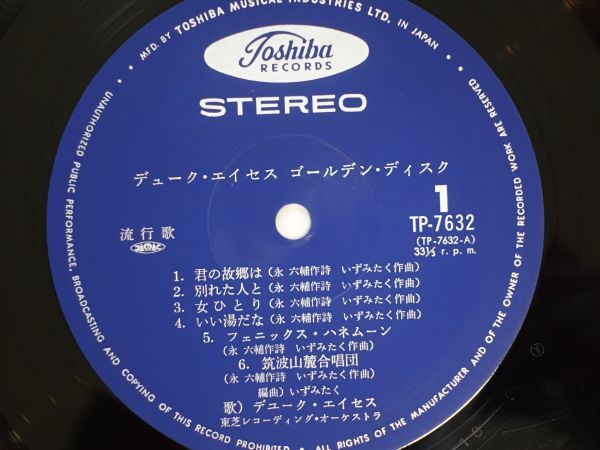 MFD. BY TOSHIBA MUSICAL INDUSTRIES LTD. IN JAPAN
Toshiba
RECORDS
STEREO
デューク・エイセス ゴールデン・ディスク
1
TP-7632
(TP-7632-A)
33⅓ r. p. m.
流行歌
JASRAC
1. 君の故郷は(永 六輔作詩 いずみたく作曲)
2. 別れた人と(永 六輔作詩 いずみたく作曲)
3. 女ひとり(永 六輔作詩 いずみたく作曲)
4. いい湯だな(永 六輔作詩 いずみたく作曲)
5. フェニックス・ハネムーン
(永 六輔作詩 いずみたく作曲)
6. 筑波山麓合唱団
(永 六輔作詩 いずみたく作曲)
編曲)いずみたく
歌)デューク・エイセス
東芝レコーディング・オーケストラ
UNAUTHORIZED PUBLIC PERFORMANCE, BROADCASTING AND COPYING OF THIS RECORD PROHIBITED • ALL RIGHTS OF THE MANUFACTURER AND OF THE OWNER OF THE RECORDED WORK ARE RESERVED